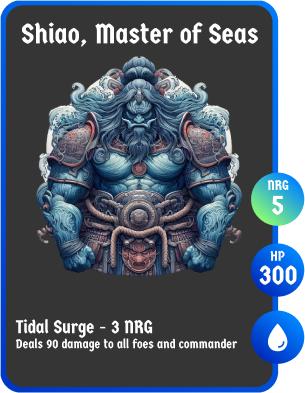 Shiao, Master of Seas
NRG
5
HP
300
Tidal Surge - 3 NRG
Deals 90 damage to all foes and commander